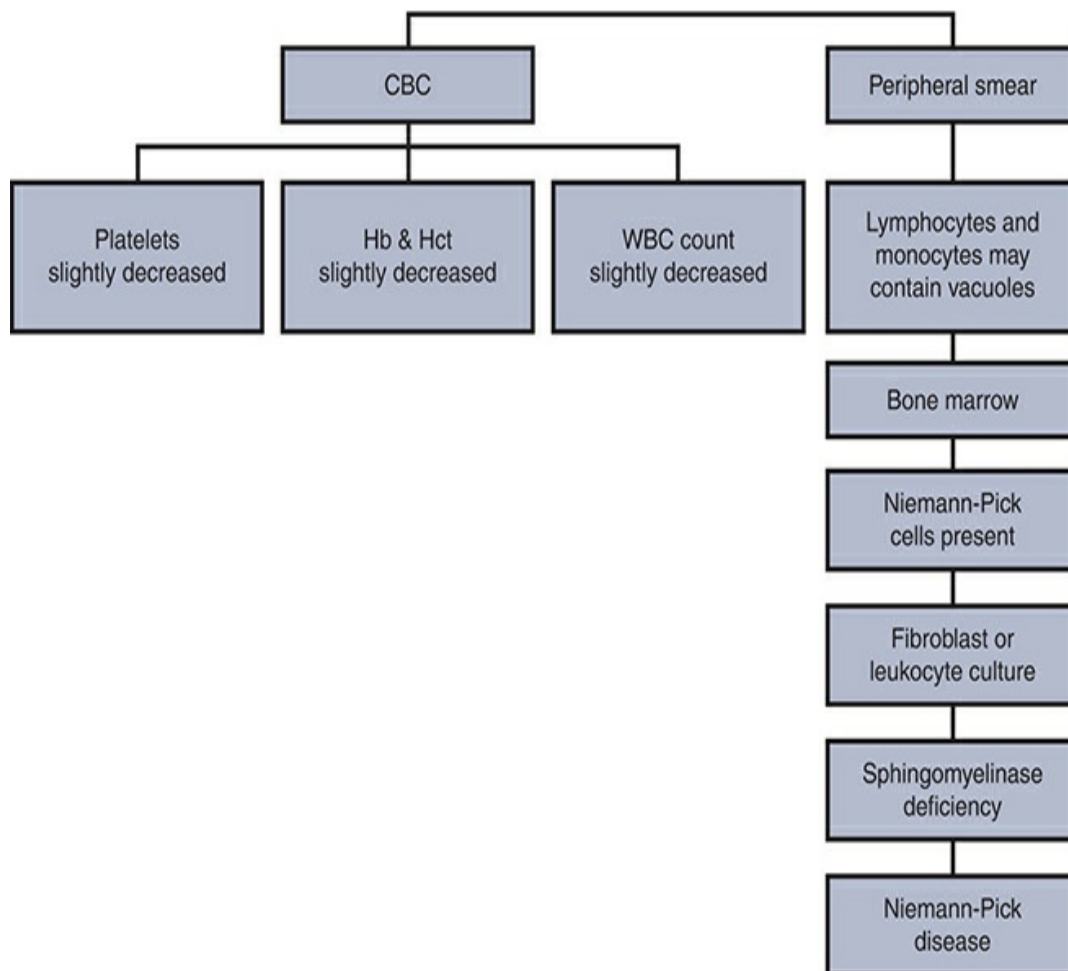 CBC
Peripheral smear
Platelets
slightly decreased
Hb & Hct
slightly decreased
WBC count
slightly decreased
Lymphocytes and
monocytes may
contain vacuoles
Bone marrow
Niemann-Pick
cells present
Fibroblast or
leukocyte culture
Sphingomyelinase
deficiency
Niemann-Pick
disease